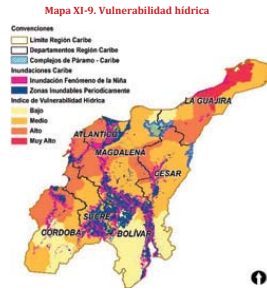 Mapa XI-9. Vulnerabilidad hídrica
Convenciones
Límite Región Caribe
Departamentos Región Caribe
Complejos de Páramo - Caribe
Inundaciones Caribe
Inundación Fenómeno de la Niña
Zonas Inundables Periodicamente
Indice de Vulnerabilidad Hídrica
Bajo
Medio
Alto
Muy Alto
LA GUAJIRA
ATLÁNTICO
MAGDALENA
CESAR
SUCRE
CÓRDOBA
BOLÍVAR